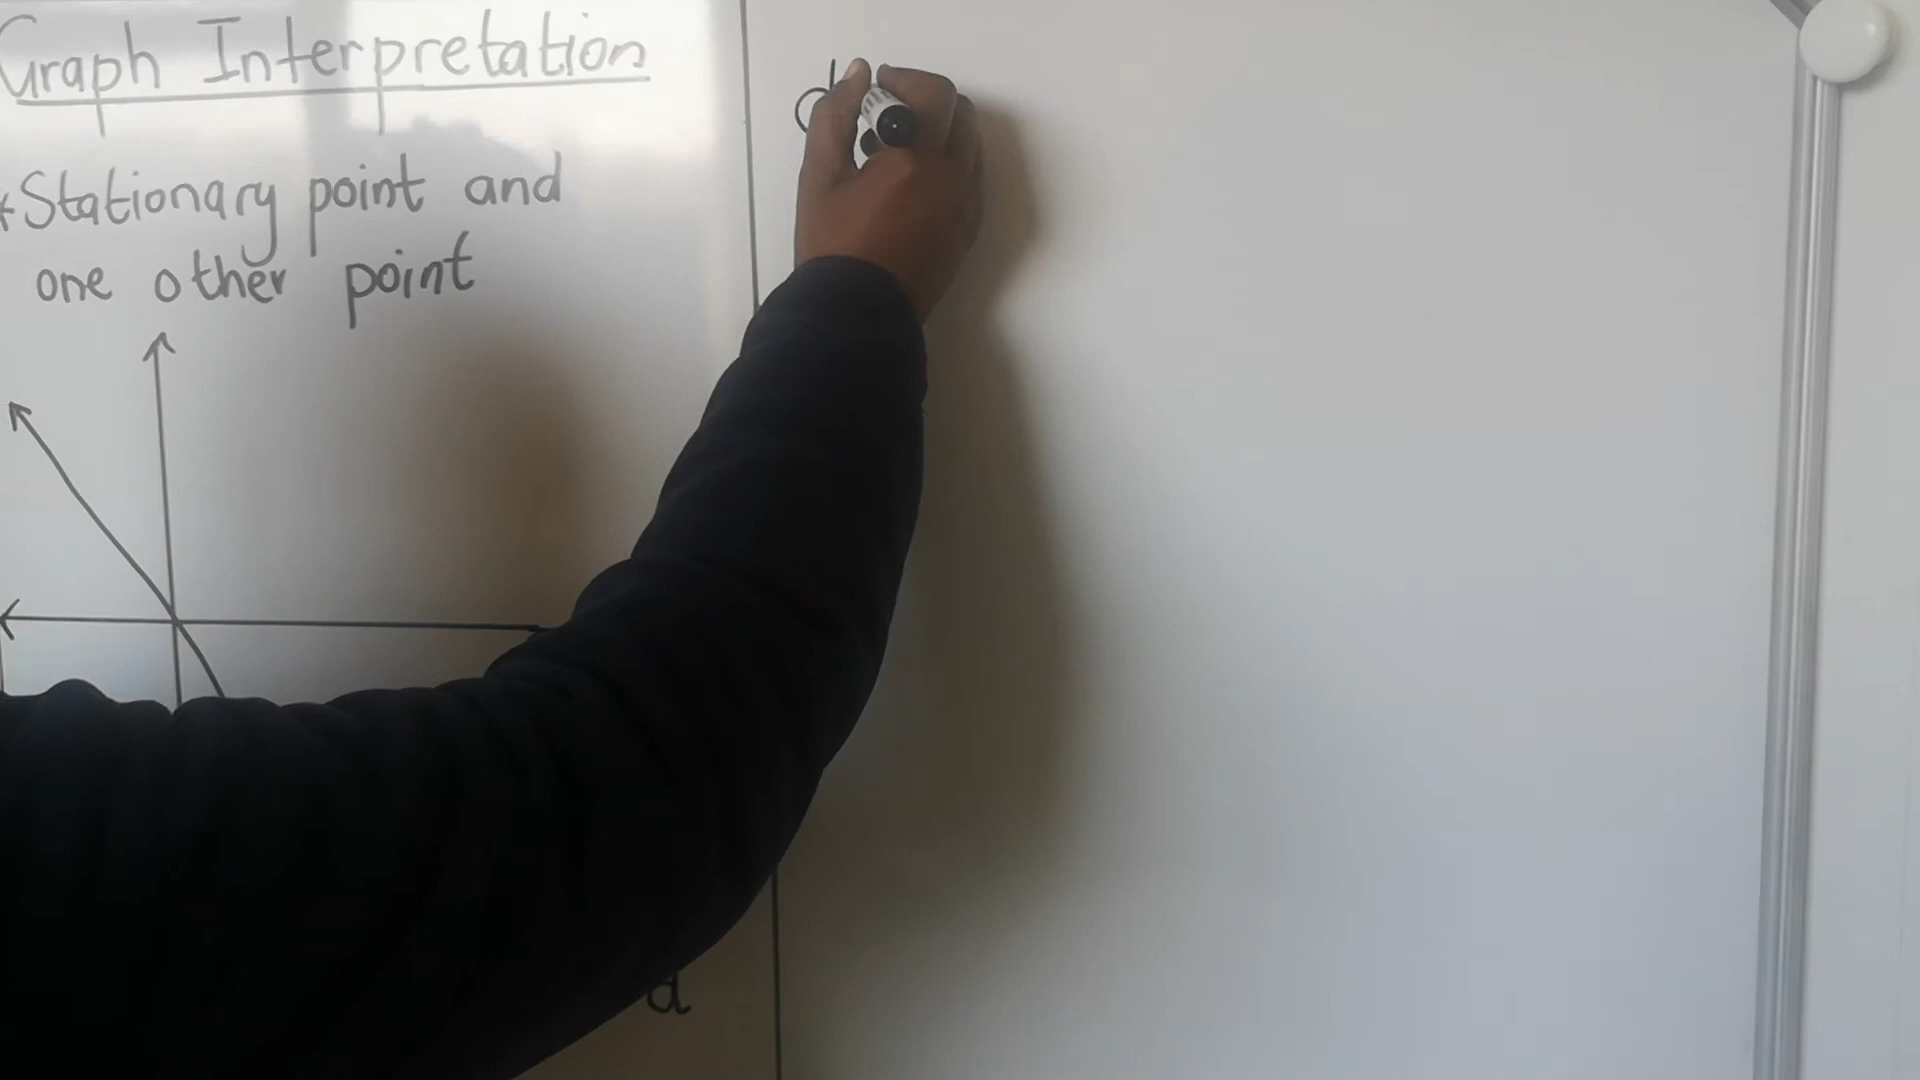 Graph Interpretation
*Stationary point and
one other point
d